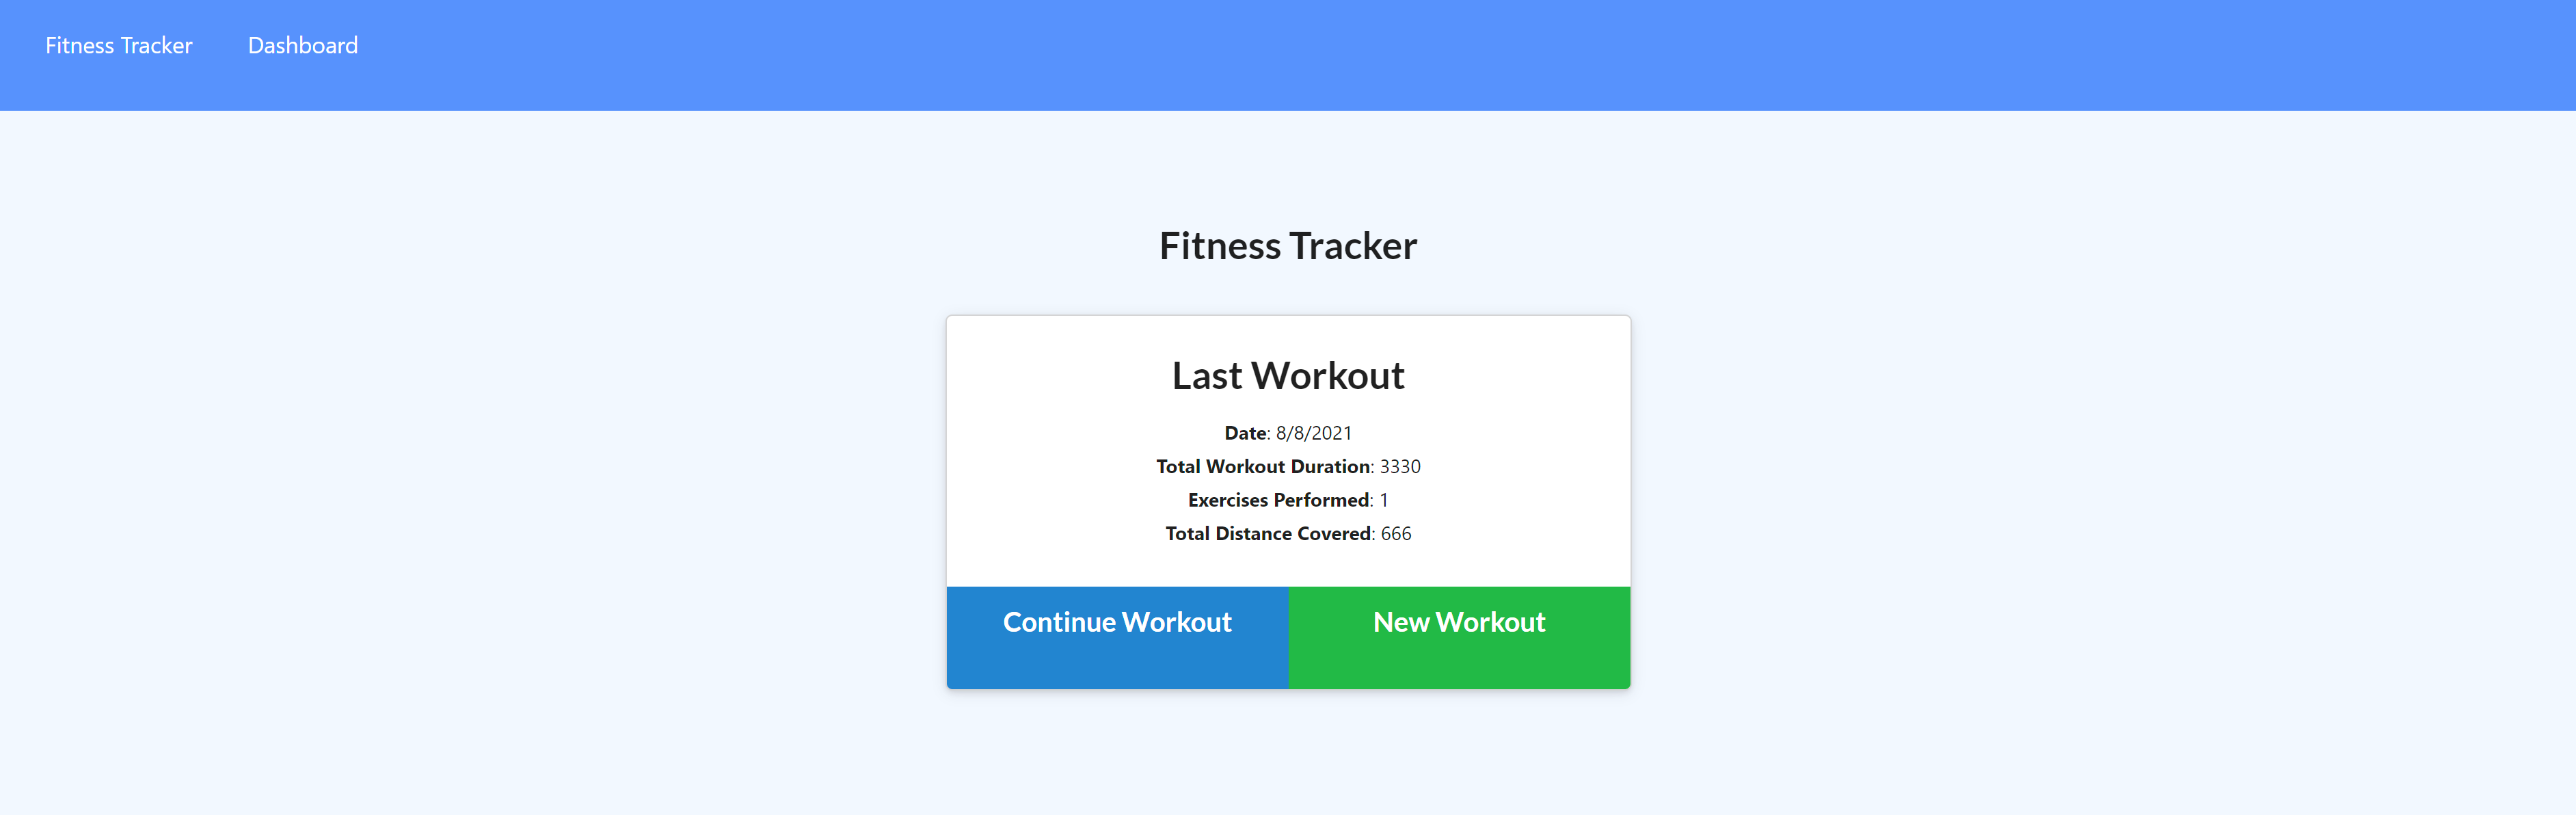 Fitness Tracker Dashboard
Fitness Tracker
Last Workout
Date: 8/8/2021
Total Workout Duration: 3330
Exercises Performed: 1
Total Distance Covered: 666
Continue Workout New Workout